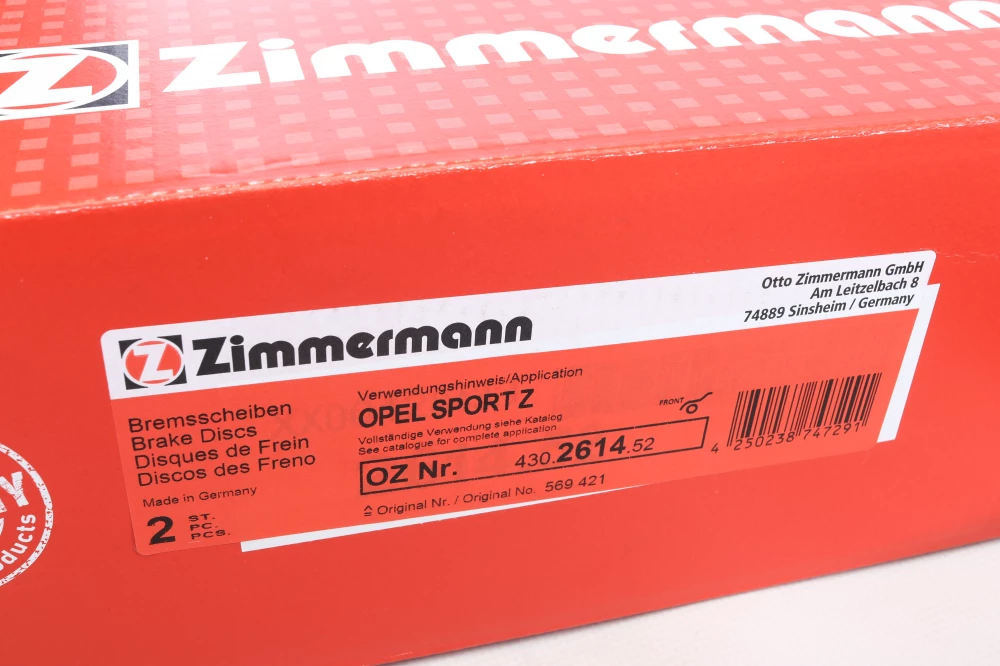 Z Zimmermann
Otto Zimmermann GmbH
Am Leitzelbach 8
74889 Sinsheim / Germany
Z Zimmermann
Bremsscheiben
Brake Discs
Disques de Frein
Discos des Freno
Made in Germany
2 ST.
PC.
PCS.
Verwendungshinweis/Application
OPEL SPORT Z
Vollständige Verwendung siehe Katalog
See catalogue for complete application
FRONT
OZ Nr. 430.2614.52
≙ Original Nr. / Original No. 569 421
4 250238 747291